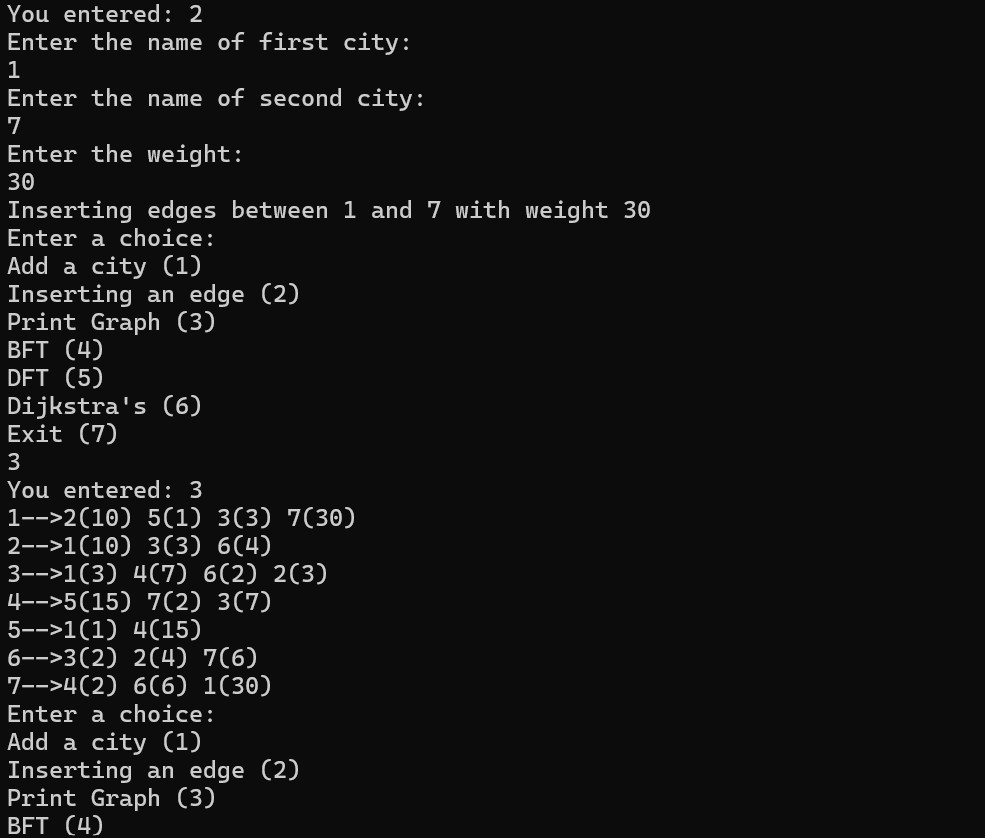 You entered: 2
Enter the name of first city:
1
Enter the name of second city:
7
Enter the weight:
30
Inserting edges between 1 and 7 with weight 30
Enter a choice:
Add a city (1)
Inserting an edge (2)
Print Graph (3)
BFT (4)
DFT (5)
Dijkstra's (6)
Exit (7)
3
You entered: 3
1-->2(10) 5(1) 3(3) 7(30)
2-->1(10) 3(3) 6(4)
3-->1(3) 4(7) 6(2) 2(3)
4-->5(15) 7(2) 3(7)
5-->1(1) 4(15)
6-->3(2) 2(4) 7(6)
7-->4(2) 6(6) 1(30)
Enter a choice:
Add a city (1)
Inserting an edge (2)
Print Graph (3)
BFT (4)